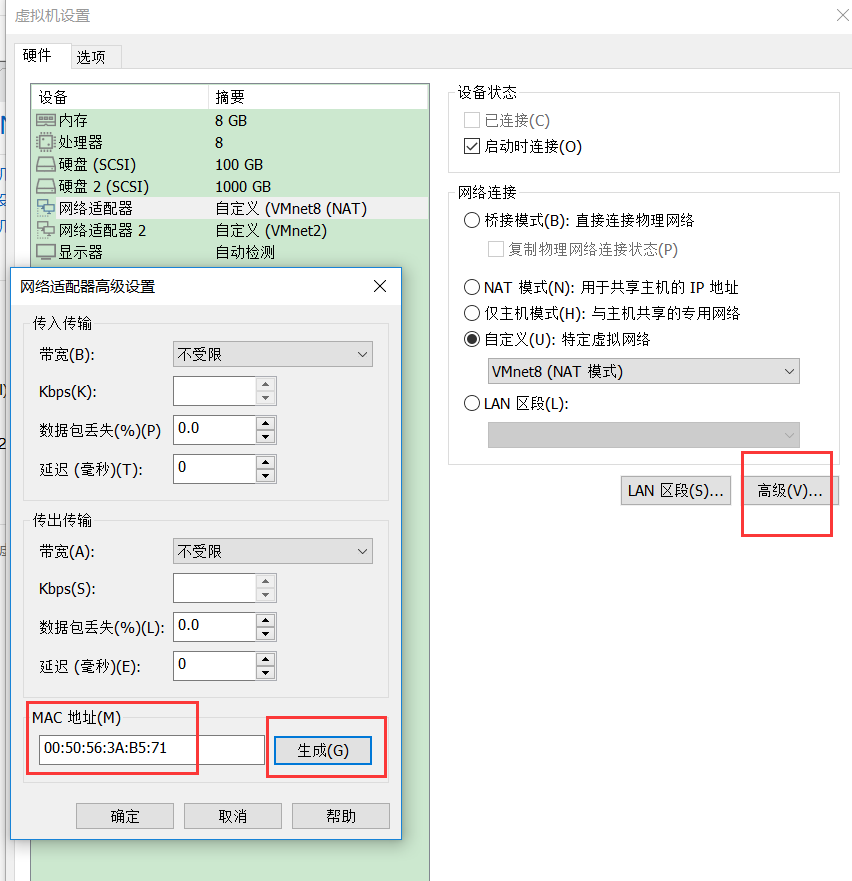 虚拟机设置
硬件
选项
设备
摘要
内存
8 GB
处理器
8
硬盘 (SCSI)
100 GB
硬盘 2 (SCSI)
1000 GB
网络适配器
自定义 (VMnet8 (NAT)
网络适配器 2
自定义 (VMnet2)
显示器
自动检测
设备状态
已连接(C)
启动时连接(O)
网络连接
桥接模式(B): 直接连接物理网络
复制物理网络连接状态(P)
NAT 模式(N): 用于共享主机的 IP 地址
仅主机模式(H): 与主机共享的专用网络
自定义(U): 特定虚拟网络
VMnet8 (NAT 模式)
LAN 区段(L):
LAN 区段(S)...
高级(V)...
网络适配器高级设置
传入传输
带宽(B):
不受限
Kbps(K):
数据包丢失(%)(P)
0.0
延迟 (毫秒)(T):
0
传出传输
带宽(A):
不受限
Kbps(S):
数据包丢失(%)(L):
0.0
延迟 (毫秒)(E):
0
MAC 地址(M)
00:50:56:3A:B5:71
生成(G)
确定
取消
帮助